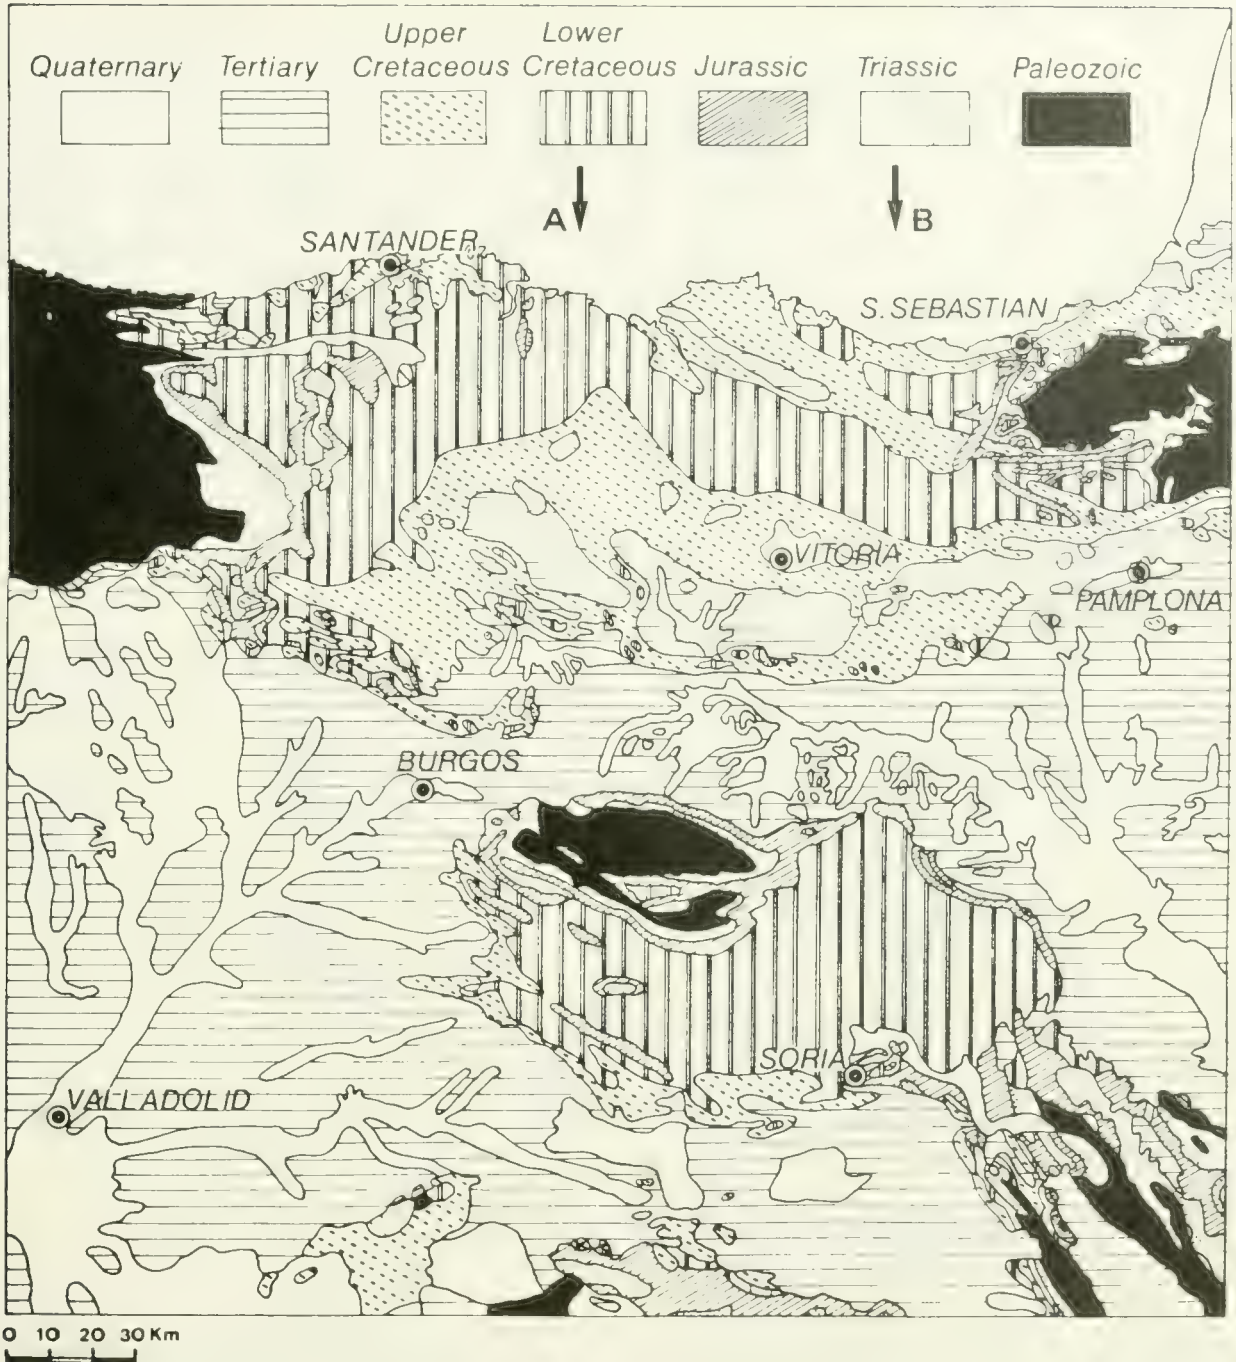 Upper Lower
Quaternary Tertiary Cretaceous Cretaceous Jurassic Triassic Paleozoic
A B
SANTANDER
S.SEBASTIAN
VITORIA
PAMPLONA
BURGOS
SORIA
VALLADOLID
0 10 20 30 Km